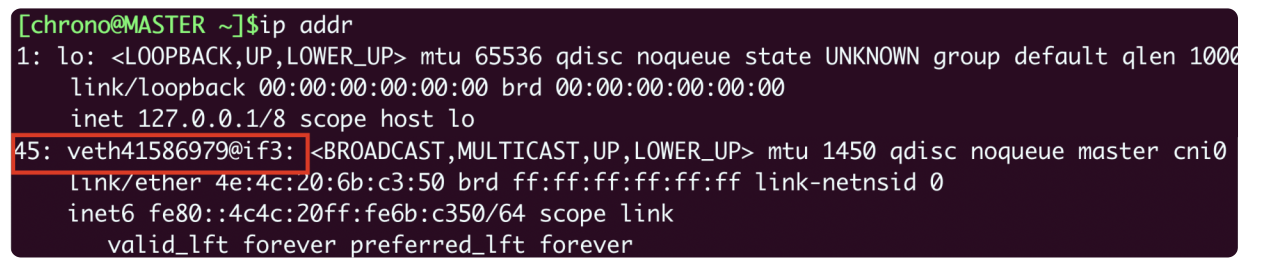 [chrono@MASTER ~]$ip addr
1: lo: <LOOPBACK,UP,LOWER_UP> mtu 65536 qdisc noqueue state UNKNOWN group default qlen 1000
link/loopback 00:00:00:00:00:00 brd 00:00:00:00:00:00
inet 127.0.0.1/8 scope host lo
45: veth41586979@if3: <BROADCAST,MULTICAST,UP,LOWER_UP> mtu 1450 qdisc noqueue master cni0
link/ether 4e:4c:20:6b:c3:50 brd ff:ff:ff:ff:ff:ff link-netnsid 0
inet6 fe80::4c4c:20ff:fe6b:c350/64 scope link
valid_lft forever preferred_lft forever